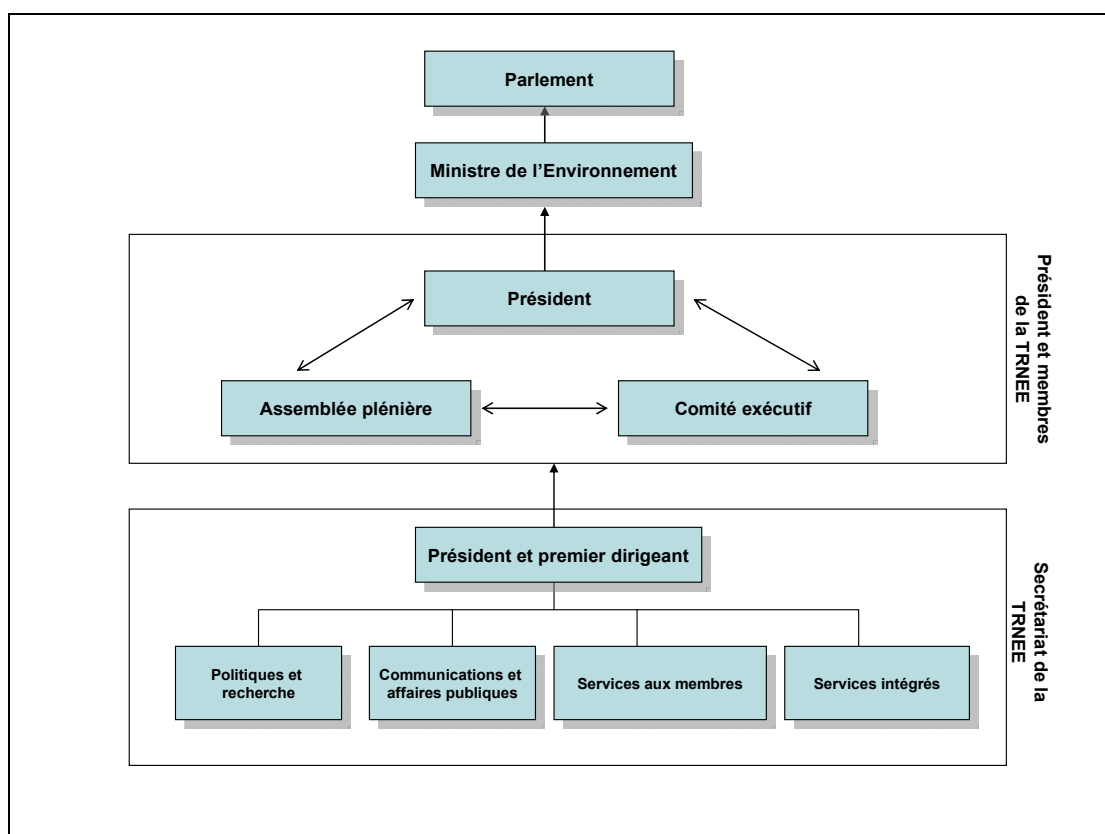 Parlement
Ministre de l'Environnement
Président
Assemblée plénière
Comité exécutif
Président et membres
de la TRNEE
Président et premier dirigeant
Politiques et
recherche
Communications et
affaires publiques
Services aux membres
Services intégrés
Secrétariat de la
TRNEE